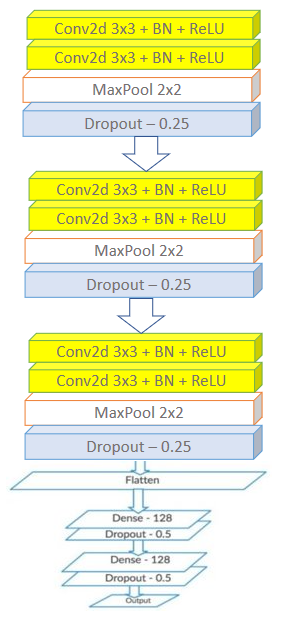 Conv2d 3x3 + BN + ReLU
Conv2d 3x3 + BN + ReLU
MaxPool 2x2
Dropout – 0.25
Conv2d 3x3 + BN + ReLU
Conv2d 3x3 + BN + ReLU
MaxPool 2x2
Dropout – 0.25
Conv2d 3x3 + BN + ReLU
Conv2d 3x3 + BN + ReLU
MaxPool 2x2
Dropout – 0.25
Flatten
Dense - 128
Dropout - 0.5
Dense - 128
Dropout - 0.5
Output